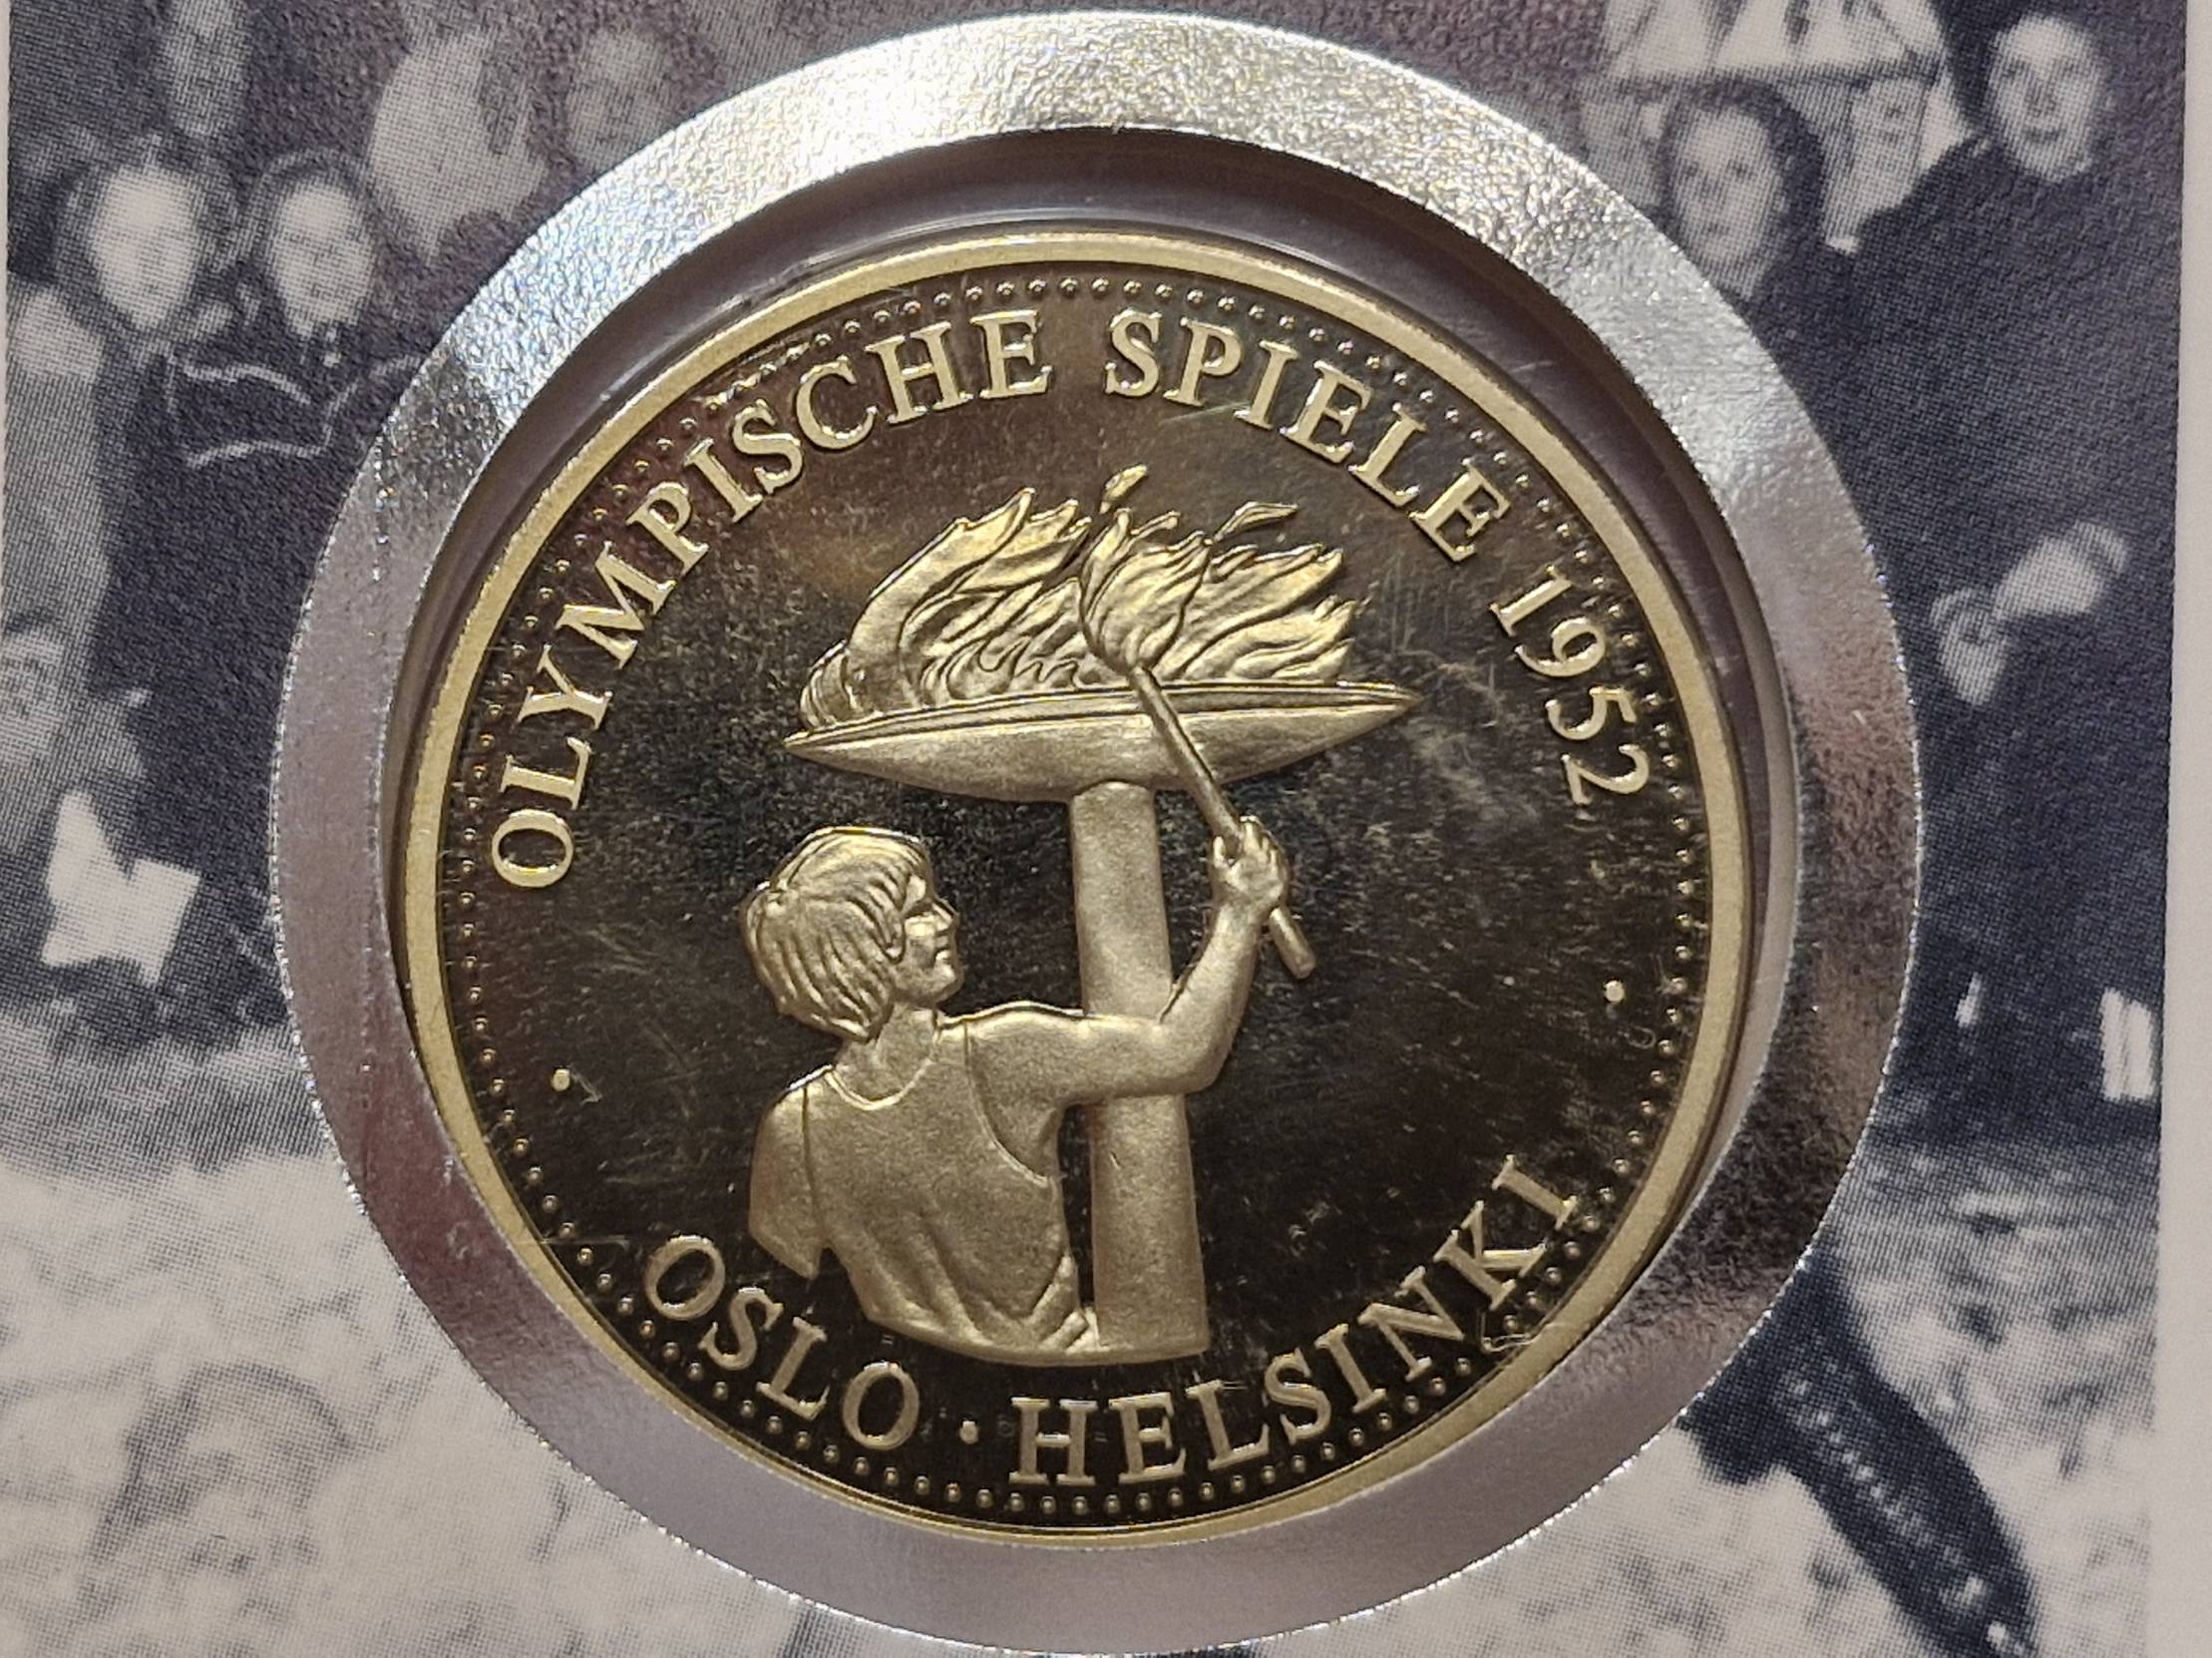 OLYMPISCHE SPIELE 1952
OSLO · HELSINKI